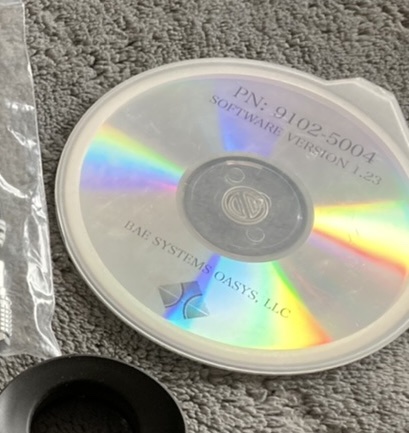 PN: 9102-5004
SOFTWARE VERSION 1.23
BAE SYSTEMS OASYS, LLC